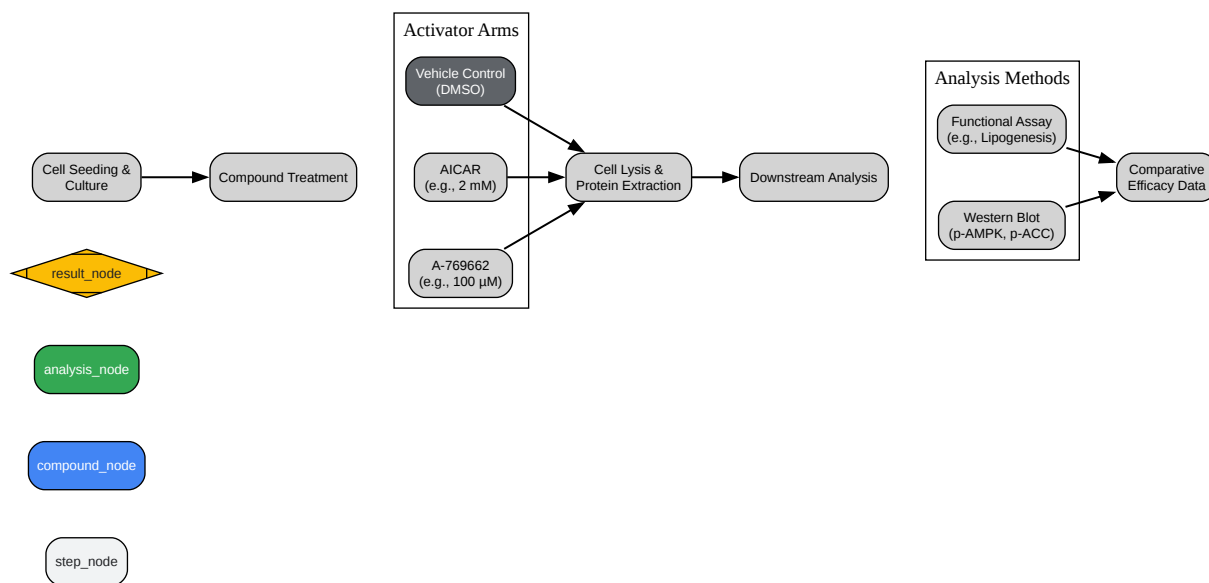 Activator Arms
Vehicle Control
(DMSO)
Cell Seeding &
Culture
Compound Treatment
AICAR
(e.g., 2 mM)
Cell Lysis &
Protein Extraction
Downstream Analysis
A-769662
(e.g., 100 µM)
Analysis Methods
Functional Assay
(e.g., Lipogenesis)
Western Blot
(p-AMPK, p-ACC)
Comparative
Efficacy Data
result_node
analysis_node
compound_node
step_node